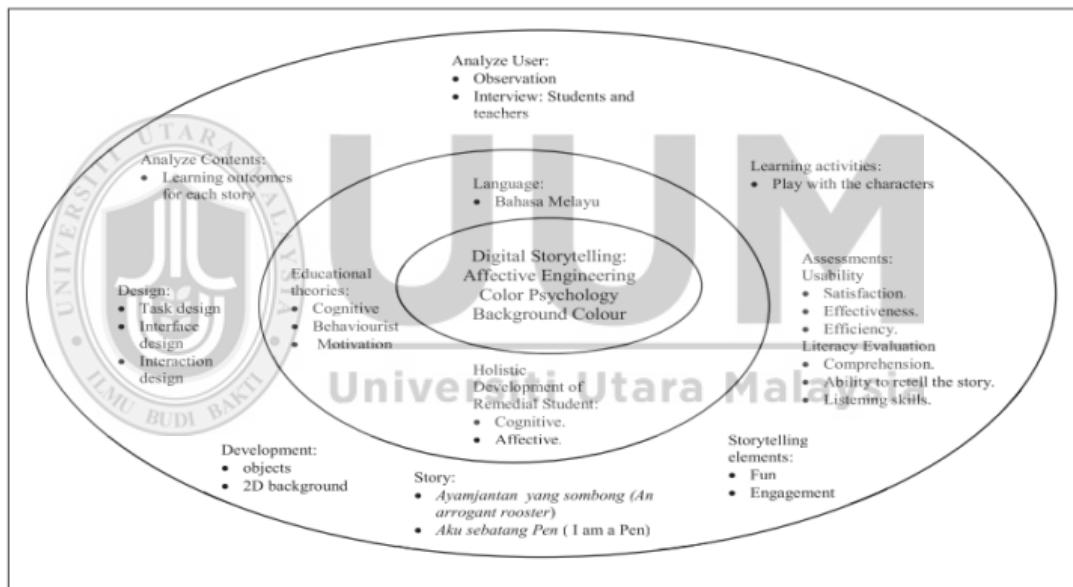 Analyze User:
• Observation
• Interview: Students and
teachers
Analyze Contents:
• Learning outcomes
for each story
Language:
• Bahasa Melayu
Learning activities:
• Play with the characters
Digital Storytelling:
Affective Engineering
Color Psychology
Background Colour
Educational
theories:
• Cognitive
• Behaviourist
• Motivation
Design:
• Task design
• Interface
design
• Interaction
design
Assessments:
Usability
• Satisfaction.
• Effectiveness.
• Efficiency.
Literacy Evaluation
• Comprehension.
• Ability to retell the story.
• Listening skills.
Holistic
Development of
Remedial Student:
• Cognitive.
• Affective.
Development:
• objects
• 2D background
Story:
• Ayamjantan yang sombong (An
arrogant rooster)
• Aku sebatang Pen ( I am a Pen)
Storytelling
elements:
• Fun
• Engagement
UUM
Universiti Utara Malaysia
UNIVERSITI UTARA MALAYSIA
ILMU BUDI BAKTI